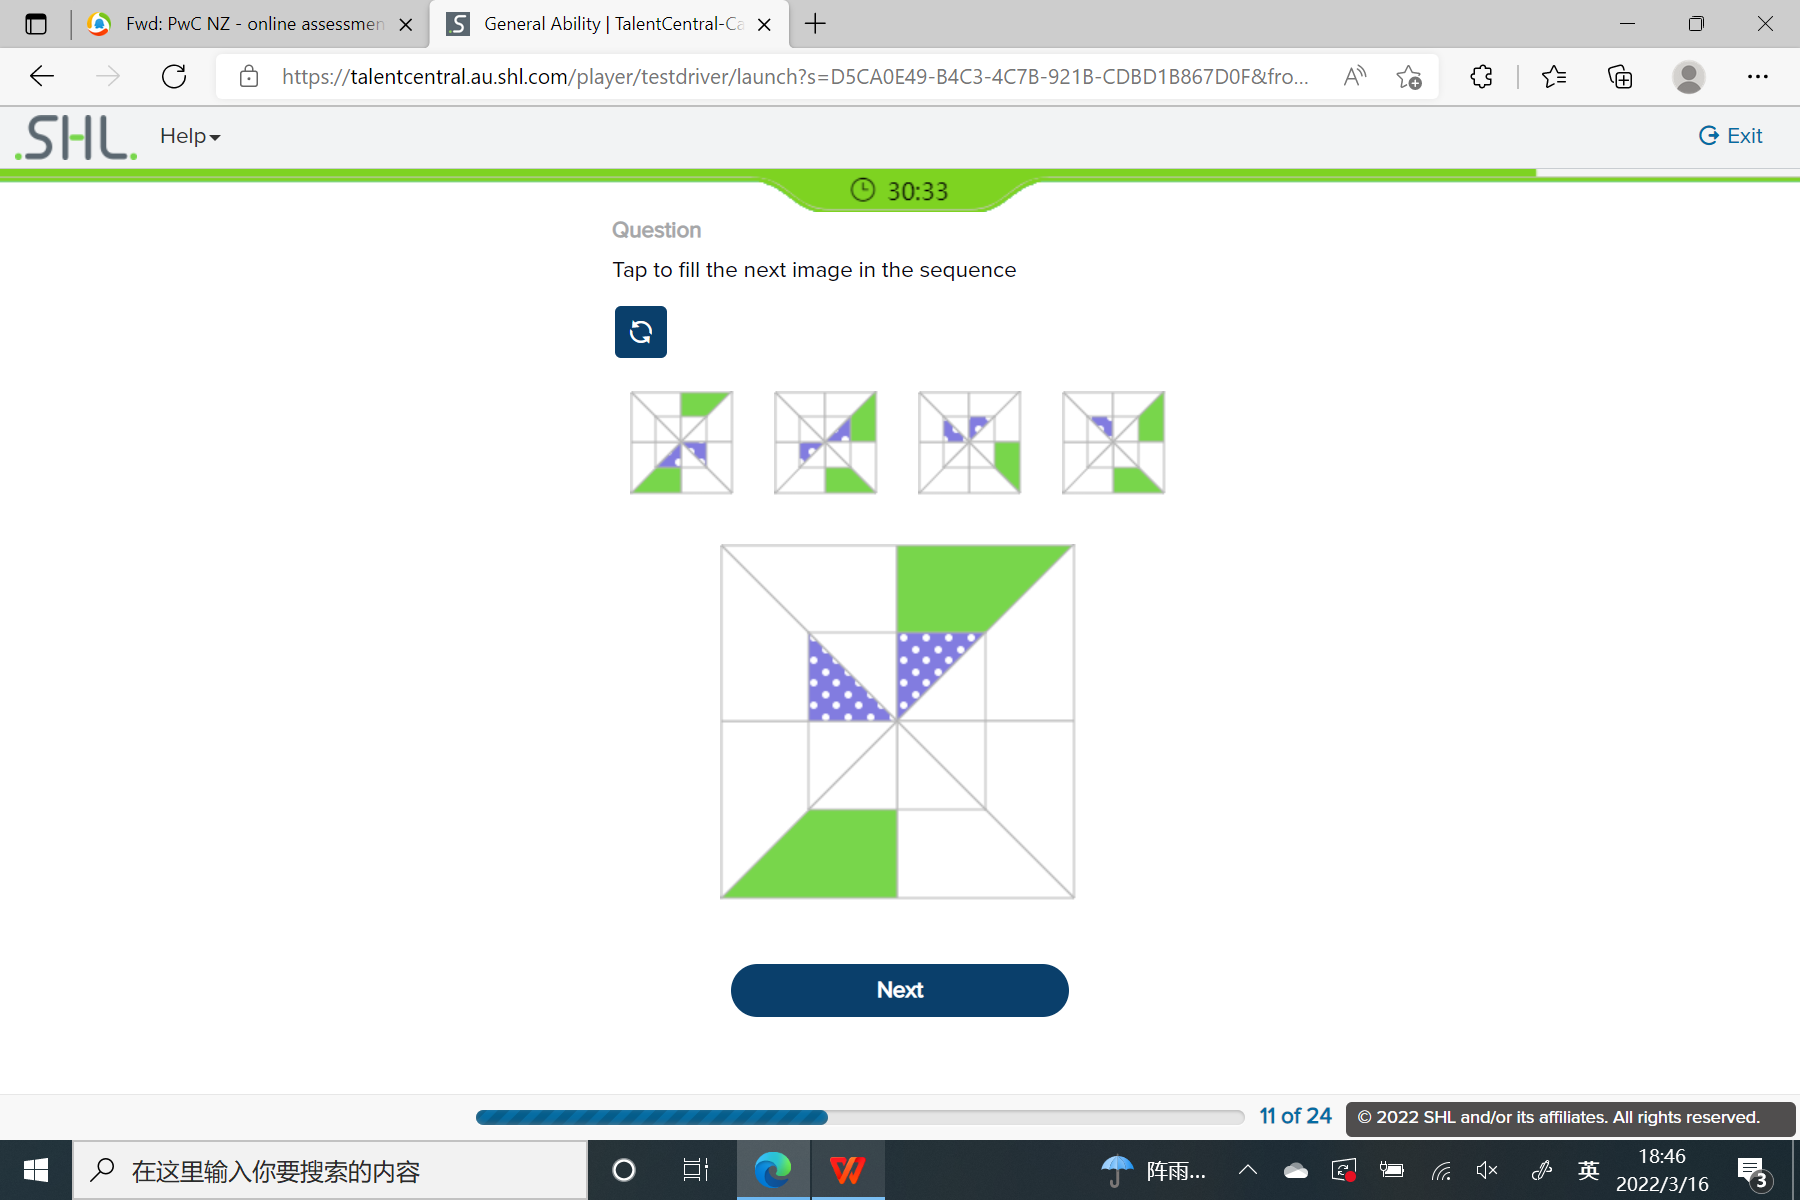 Fwd: PwC NZ - online assessmen
General Ability | TalentCentral-Ca
https://talentcentral.au.shl.com/player/testdriver/launch?s=D5CA0E49-B4C3-4C7B-921B-CDBD1B867D0F&fro...
.SHL.
Help
Exit
30:33
Question
Tap to fill the next image in the sequence
Next
11 of 24
© 2022 SHL and/or its affiliates. All rights reserved.
在这里输入你要搜索的内容
阵雨...
英
18:46
2022/3/16
3